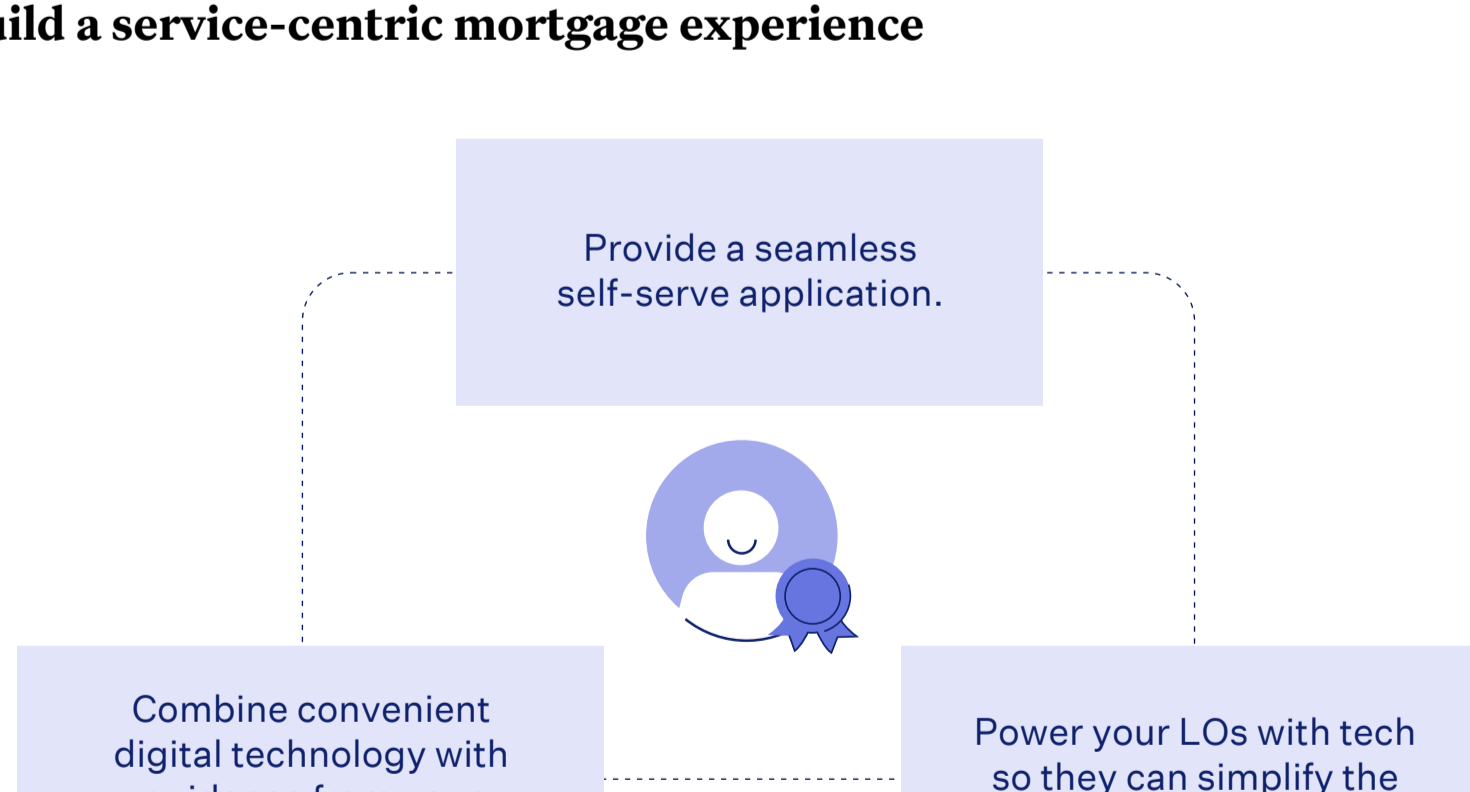 a service-centric mortgage experience
Provide a seamless
self-serve application.
Combine convenient
digital technology with
Power your LOs with tech
so they can simplify the